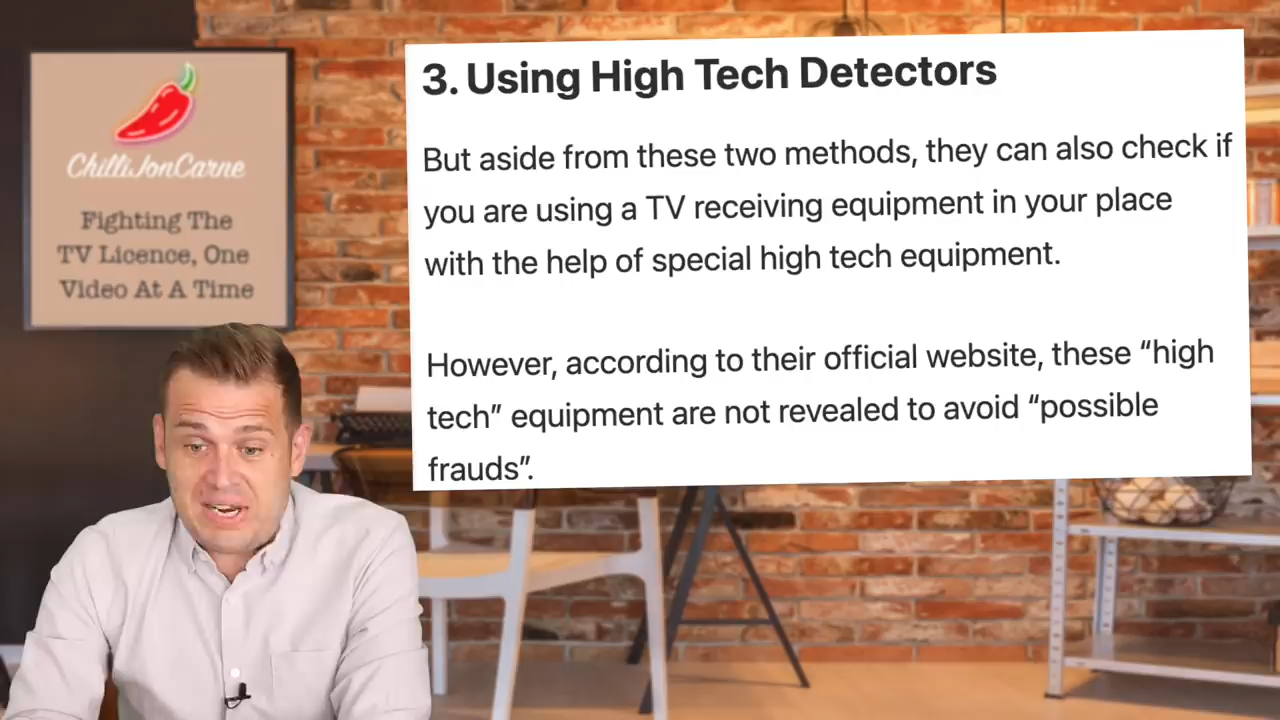 ChilliJonCarne
Fighting The
TV Licence, One
Video At A Time
3. Using High Tech Detectors
But aside from these two methods, they can also check if
you are using a TV receiving equipment in your place
with the help of special high tech equipment.
However, according to their official website, these “high
tech” equipment are not revealed to avoid “possible
frauds”.